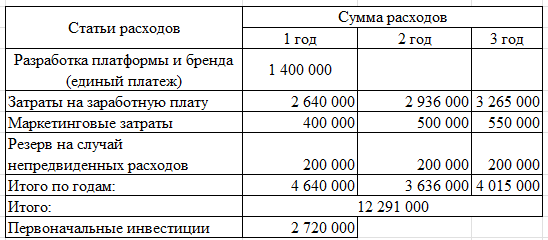 Статьи расходов
Сумма расходов
1 год 2 год 3 год
Разработка платформы и бренда
(единый платеж)
1 400 000
Затраты на заработную плату 2 640 000 2 936 000 3 265 000
Маркетинговые затраты 400 000 500 000 550 000
Резерв на случай
непредвиденных расходов 200 000 200 000 200 000
Итого по годам: 4 640 000 3 636 000 4 015 000
Итого: 12 291 000
Первоначальные инвестиции 2 720 000